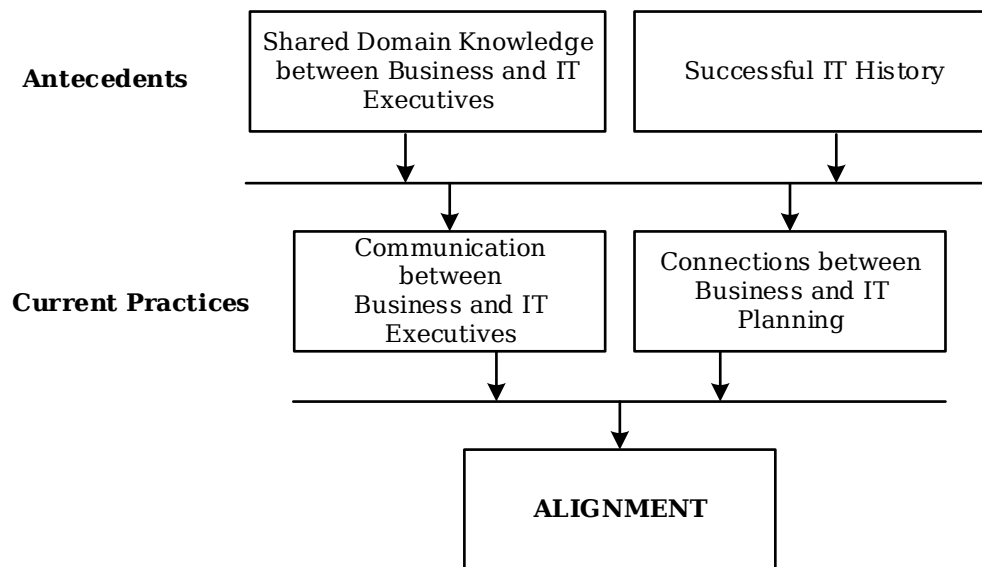 Antecedents
Shared Domain Knowledge
between Business and IT
Executives
Successful IT History
Current Practices
Communication
between
Business and IT
Executives
Connections between
Business and IT
Planning
ALIGNMENT